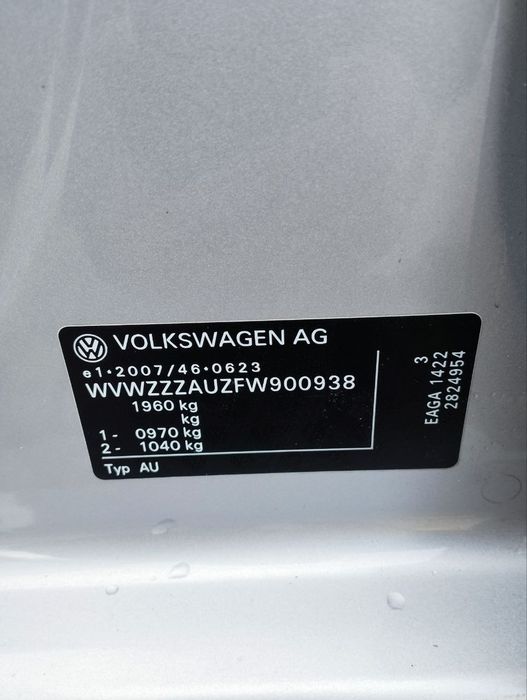 VOLKSWAGEN AG
e1*2007/46*0623
WVWZZZAUZFW900938
1960 kg
kg
1- 0970 kg
2- 1040 kg
Typ AU
3
EAGA 1422
2824954